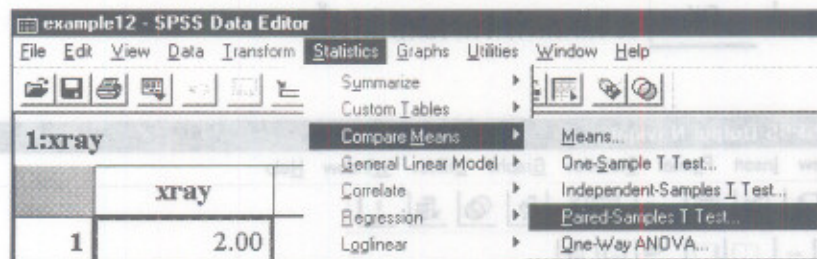 example12 - SPSS Data Editor
File Edit View Data Transform Statistics Graphs Utilities Window Help
Summarize
Custom Tables
1:xray
Compare Means
Means...
General Linear Model
One-Sample T Test...
xray
Correlate
Independent-Samples T Test...
Regression
Paired-Samples T Test...
1 2.00
Loglinear
One-Way ANOVA...